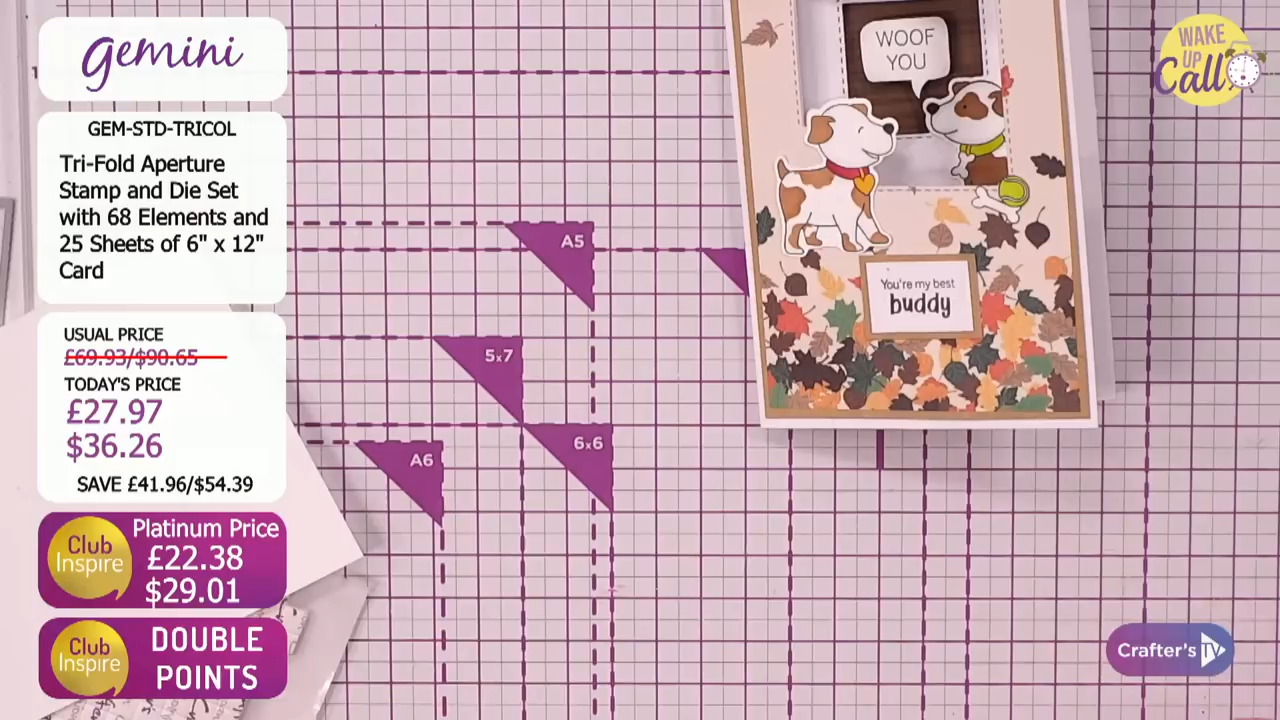 gemini
GEM-STD-TRICOL
Tri-Fold Aperture
Stamp and Die Set
with 68 Elements and
25 Sheets of 6" x 12"
Card
USUAL PRICE
£69.93/$90.65
TODAY'S PRICE
£27.97
$36.26
SAVE £41.96/$54.39
Club
Inspire
Platinum Price
£22.38
$29.01
Club
Inspire
DOUBLE
POINTS
A5
5x7
6x6
A6
WOOF
YOU
You're my best
buddy
WAKE
UP
Call
Crafter's TV